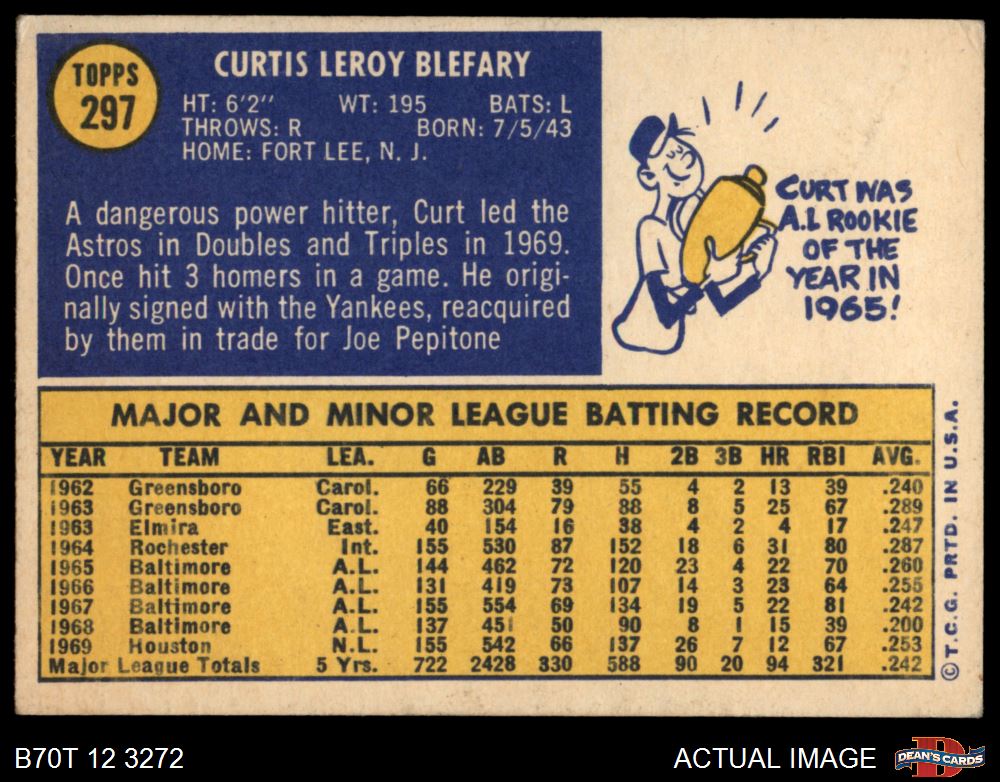 TOPPS
297
CURTIS LEROY BLEFARY
HT: 6'2" WT: 195 BATS: L
THROWS: R BORN: 7/5/43
HOME: FORT LEE, N. J.
A dangerous power hitter, Curt led the
Astros in Doubles and Triples in 1969.
Once hit 3 homers in a game. He origi-
nally signed with the Yankees, reacquired
by them in trade for Joe Pepitone
CURT WAS
A.L ROOKIE
OF THE
YEAR IN
1965!
MAJOR AND MINOR LEAGUE BATTING RECORD
YEAR TEAM LEA. G AB R H 2B 3B HR RBI AVG.
1962 Greensboro Carol. 66 229 39 55 4 2 13 39 .240
1963 Greensboro Carol. 88 304 79 88 8 5 25 67 .289
1963 Elmira East. 40 154 16 38 4 2 4 17 .247
1964 Rochester Int. 155 530 87 152 18 6 31 80 .287
1965 Baltimore A.L. 144 462 72 120 23 4 22 70 .260
1966 Baltimore A.L. 131 419 73 107 14 3 23 64 .255
1967 Baltimore A.L. 155 554 69 134 19 5 22 81 .242
1968 Baltimore A.L. 137 451 50 90 8 1 15 39 .200
1969 Houston N.L. 155 542 66 137 26 7 12 67 .253
Major League Totals 5 Yrs. 722 2428 330 588 90 20 94 321 .242
©T.C.G. PRTD. IN U.S.A.
B70T 12 3272
ACTUAL IMAGE
D
DEAN'S CARDS